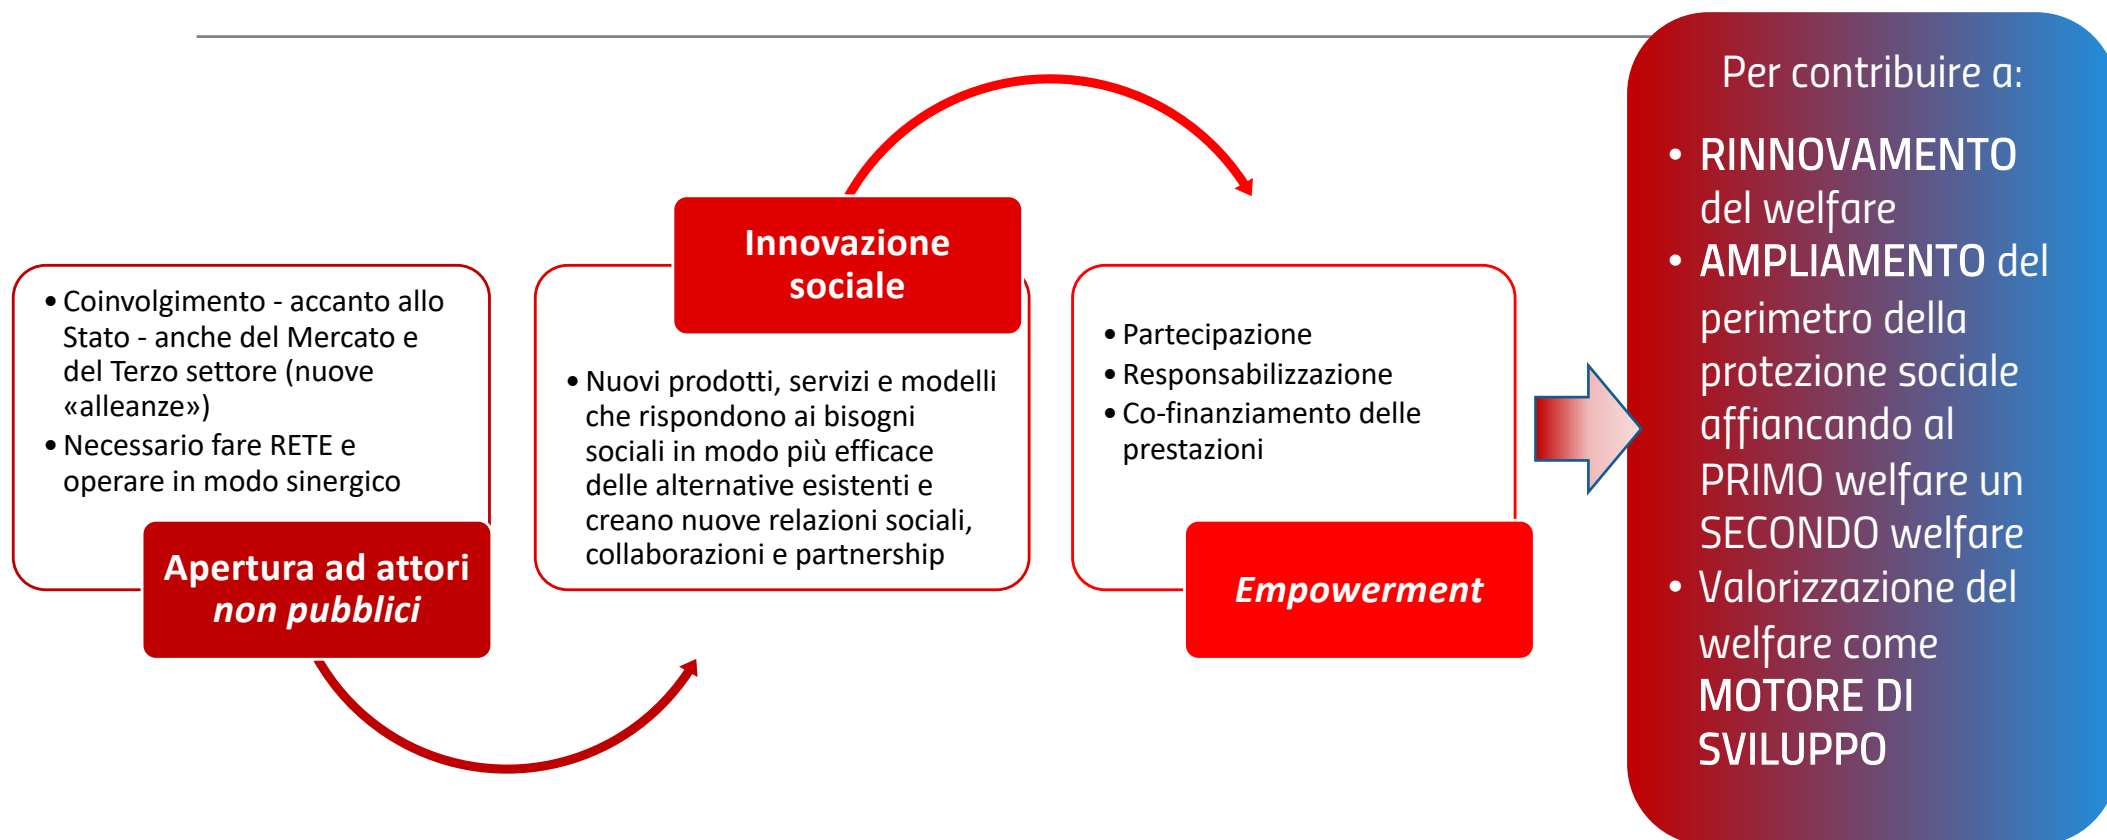 • Coinvolgimento - accanto allo
Stato - anche del Mercato e
del Terzo settore (nuove
«alleanze»)
• Necessario fare RETE e
operare in modo sinergico
Apertura ad attori
non pubblici
Innovazione
sociale
• Nuovi prodotti, servizi e modelli
che rispondono ai bisogni
sociali in modo più efficace
delle alternative esistenti e
creano nuove relazioni sociali,
collaborazioni e partnership
• Partecipazione
• Responsabilizzazione
• Co-finanziamento delle
prestazioni
Empowerment
Per contribuire a:
• RINNOVAMENTO
del welfare
• AMPLIAMENTO del
perimetro della
protezione sociale
affiancando al
PRIMO welfare un
SECONDO welfare
• Valorizzazione del
welfare come
MOTORE DI
SVILUPPO